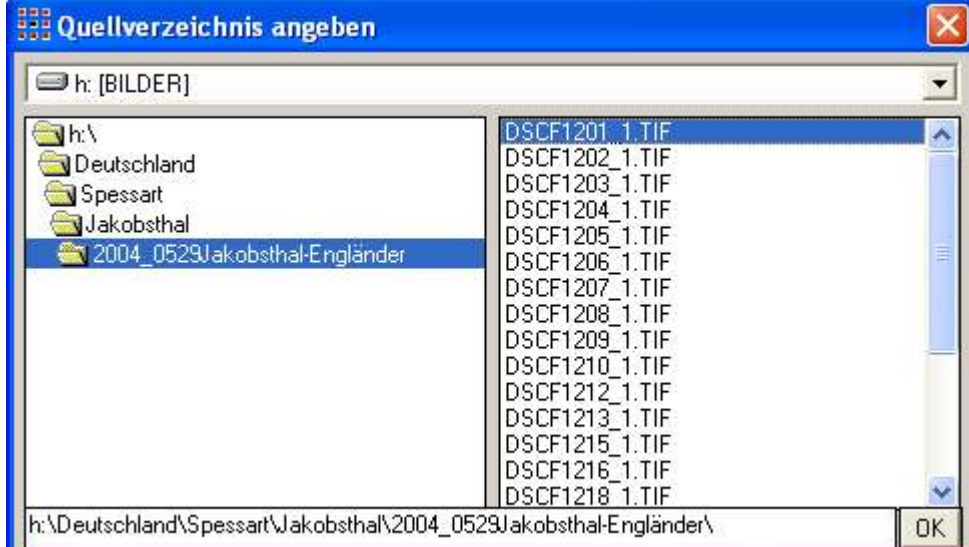 Quellverzeichnis angeben
h: [BILDER]
h:\
Deutschland
Spessart
Jakobsthal
2004_0529Jakobsthal-Engländer
DSCF1201_1.TIF
DSCF1202_1.TIF
DSCF1203_1.TIF
DSCF1204_1.TIF
DSCF1205_1.TIF
DSCF1206_1.TIF
DSCF1207_1.TIF
DSCF1208_1.TIF
DSCF1209_1.TIF
DSCF1210_1.TIF
DSCF1212_1.TIF
DSCF1213_1.TIF
DSCF1215_1.TIF
DSCF1216_1.TIF
DSCF1218_1.TIF
h:\Deutschland\Spessart\Jakobsthal\2004_0529Jakobsthal-Engländer\
OK